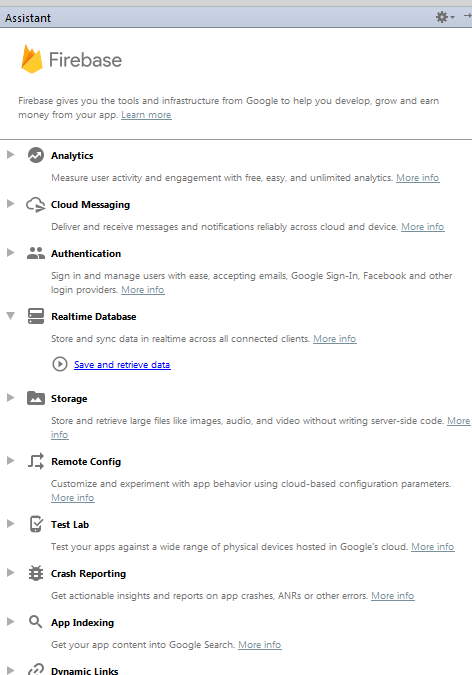 Assistant
Firebase
Firebase gives you the tools and infrastructure from Google to help you develop, grow and earn
money from your app. Learn more
Analytics
Measure user activity and engagement with free, easy, and unlimited analytics. More info
Cloud Messaging
Deliver and receive messages and notifications reliably across cloud and device. More info
Authentication
Sign in and manage users with ease, accepting emails, Google Sign-In, Facebook and other
login providers. More info
Realtime Database
Store and sync data in realtime across all connected clients. More info
Save and retrieve data
Storage
Store and retrieve large files like images, audio, and video without writing server-side code. More
info
Remote Config
Customize and experiment with app behavior using cloud-based configuration parameters.
More info
Test Lab
Test your apps against a wide range of physical devices hosted in Google's cloud. More info
Crash Reporting
Get actionable insights and reports on app crashes, ANRs or other errors. More info
App Indexing
Get your app content into Google Search. More info
Dynamic Links